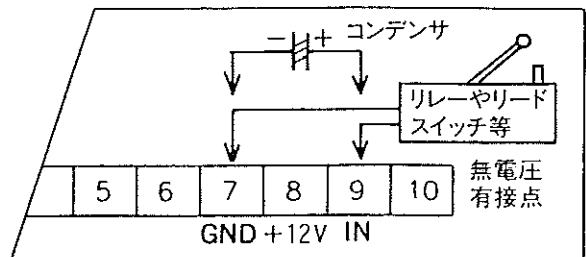 − + コンデンサ
リレーやリード
スイッチ等
5 6 7 8 9 10
無電圧
有接点
GND +12V IN